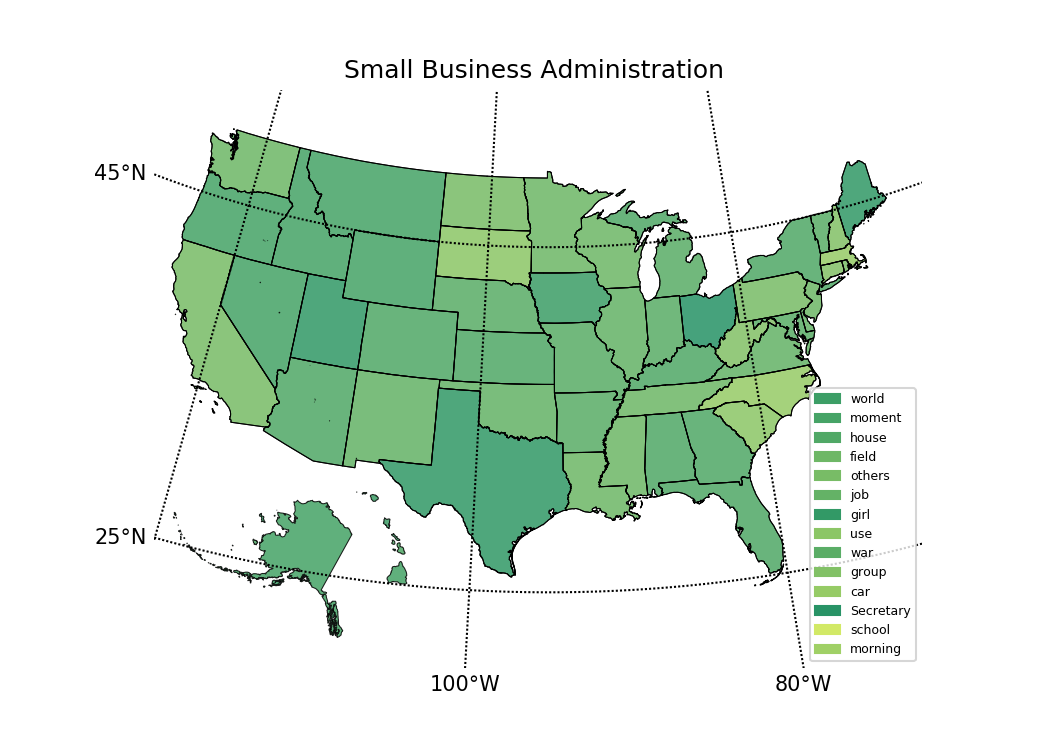 Small Business Administration
45°N
25°N
100°W
80°W
world
moment
house
field
others
job
girl
use
war
group
car
Secretary
school
morning